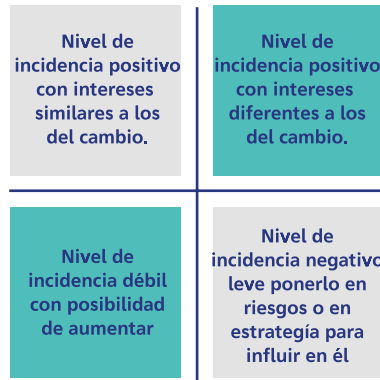 Nivel de
incidencia positivo
con intereses
similares a los
del cambio.
Nivel de
incidencia positivo
con intereses
diferentes a los
del cambio.
Nivel de
incidencia débil
con posibilidad
de aumentar
Nivel de
incidencia negativo
leve ponerlo en
riesgos o en
estrategía para
influir en él